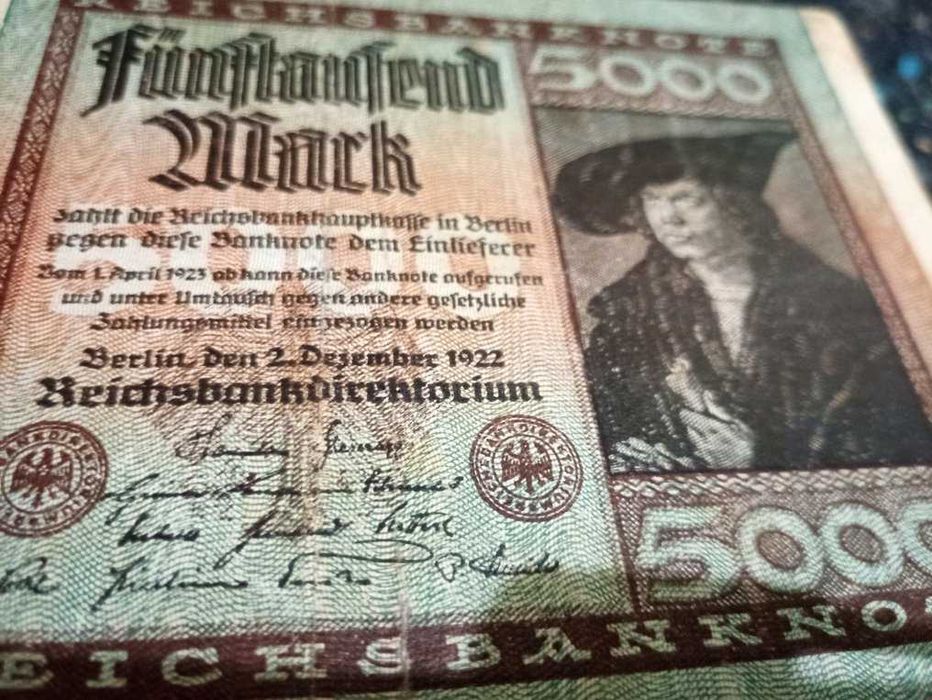 REICHSBANKNOTE
5000
Fünftausend
Mark
zahlt die Reichsbankhauptkasse in Berlin
gegen diese Banknote dem Einlieferer
Vom 1. April 1923 ab kann diese Banknote aufgerufen
und unter Umtausch gegen andere gesetzliche
Zahlungsmittel eingezogen werden
Berlin, den 2. Dezember 1922
Reichsbankdirektorium
5000
EICHSBANKNO